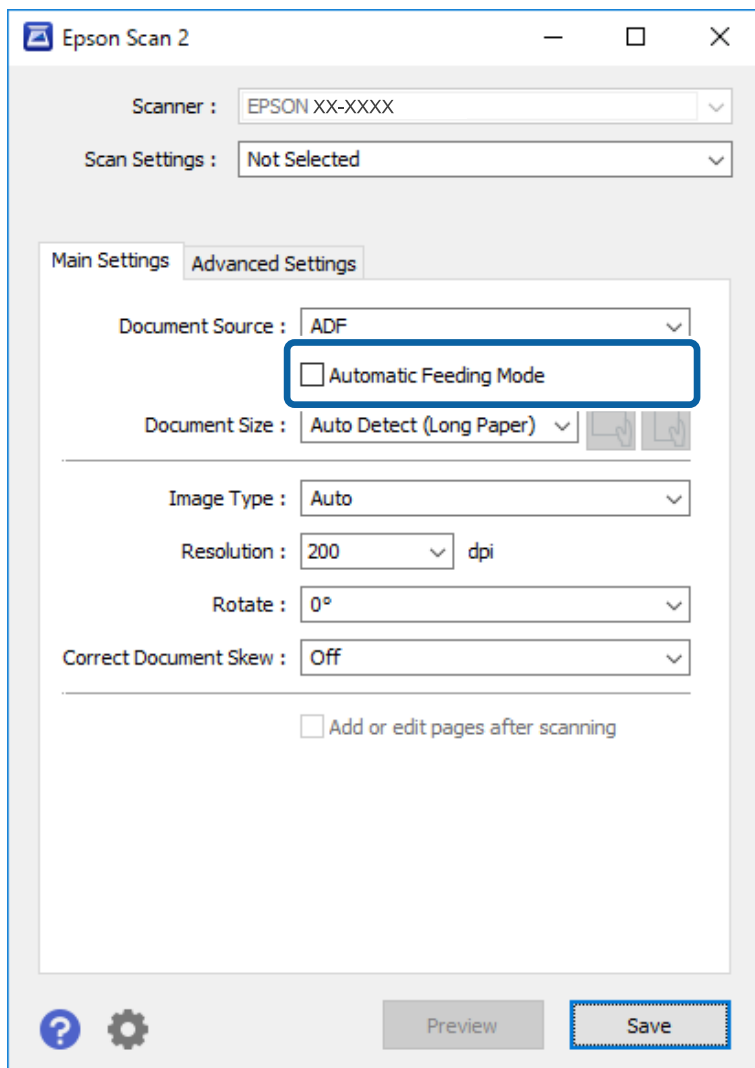 Epson Scan 2
Scanner : EPSON XX-XXXX
Scan Settings : Not Selected
Main Settings Advanced Settings
Document Source : ADF
Automatic Feeding Mode
Document Size : Auto Detect (Long Paper)
Image Type : Auto
Resolution : 200 dpi
Rotate : 0°
Correct Document Skew : Off
Add or edit pages after scanning
? Preview Save